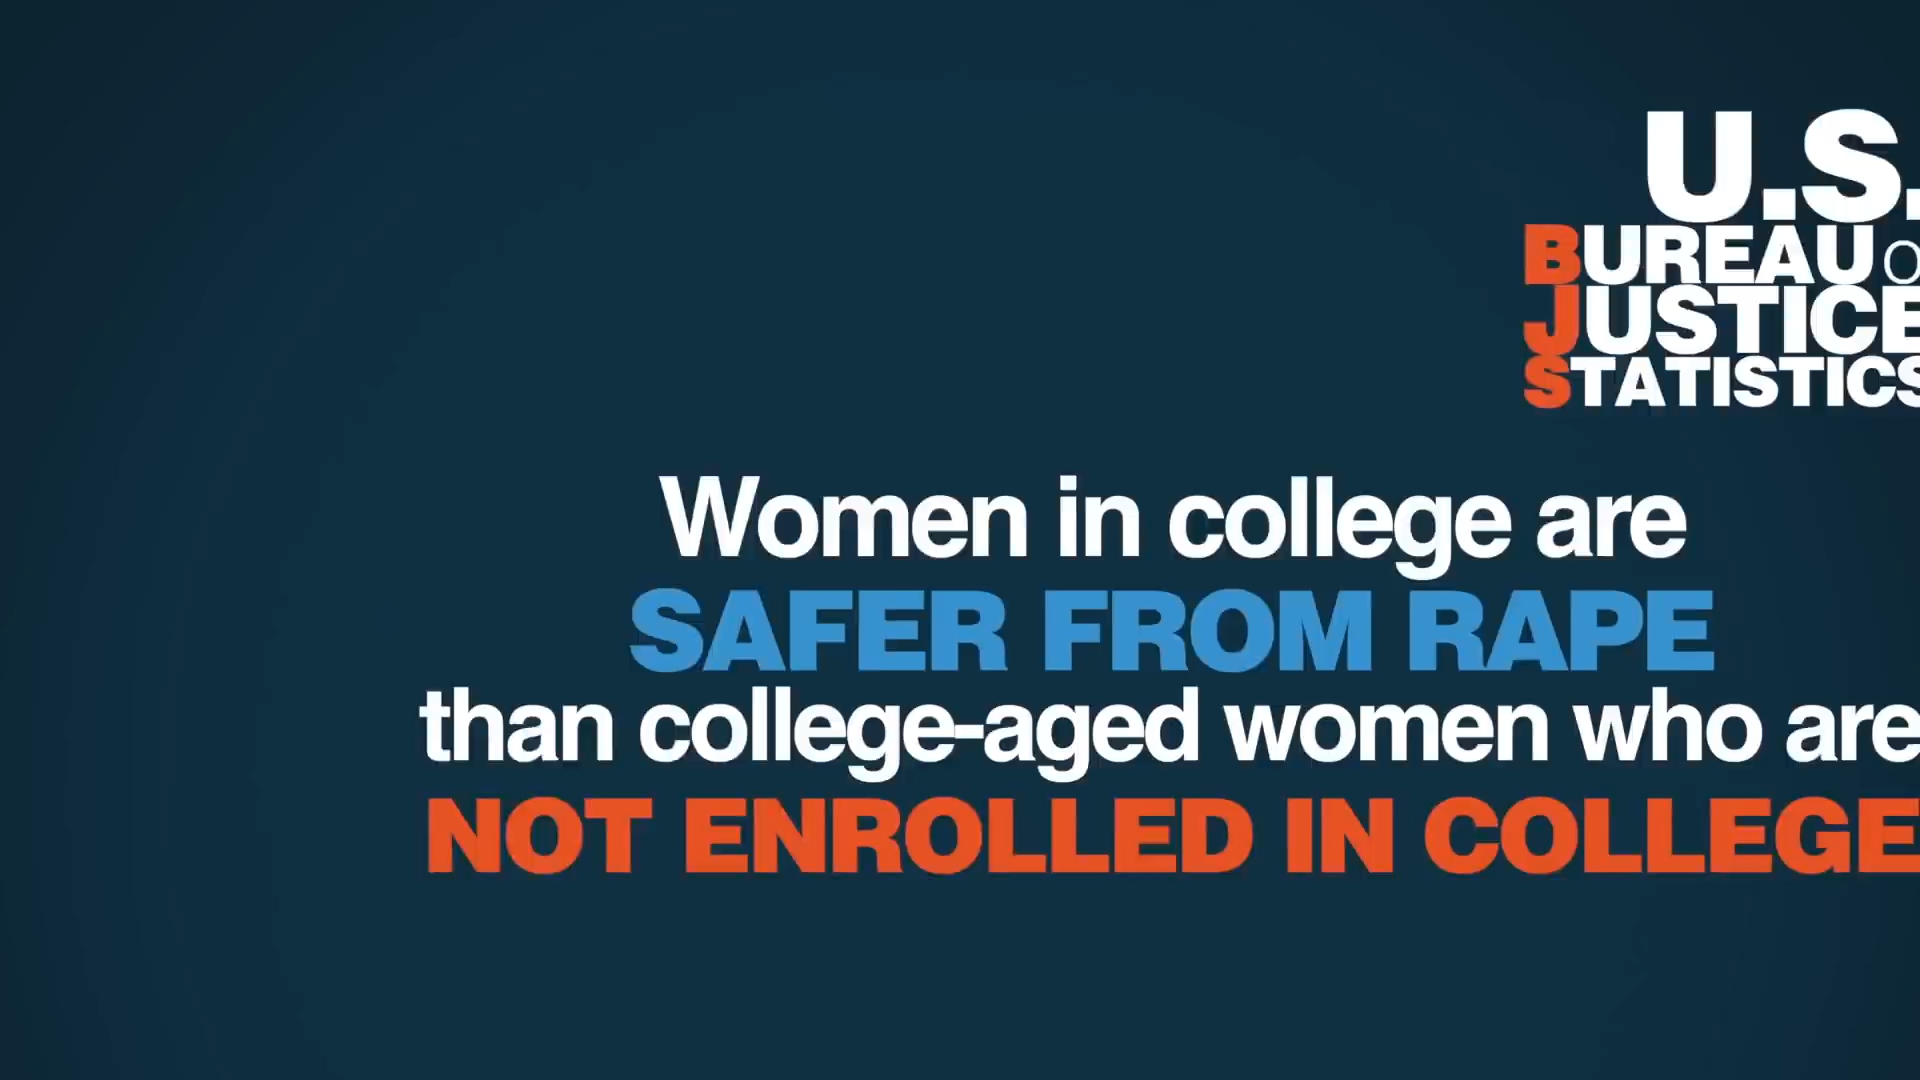 U.S.
BUREAU O
JUSTICE
STATISTICS
Women in college are
SAFER FROM RAPE
than college-aged women who are
NOT ENROLLED IN COLLEGE